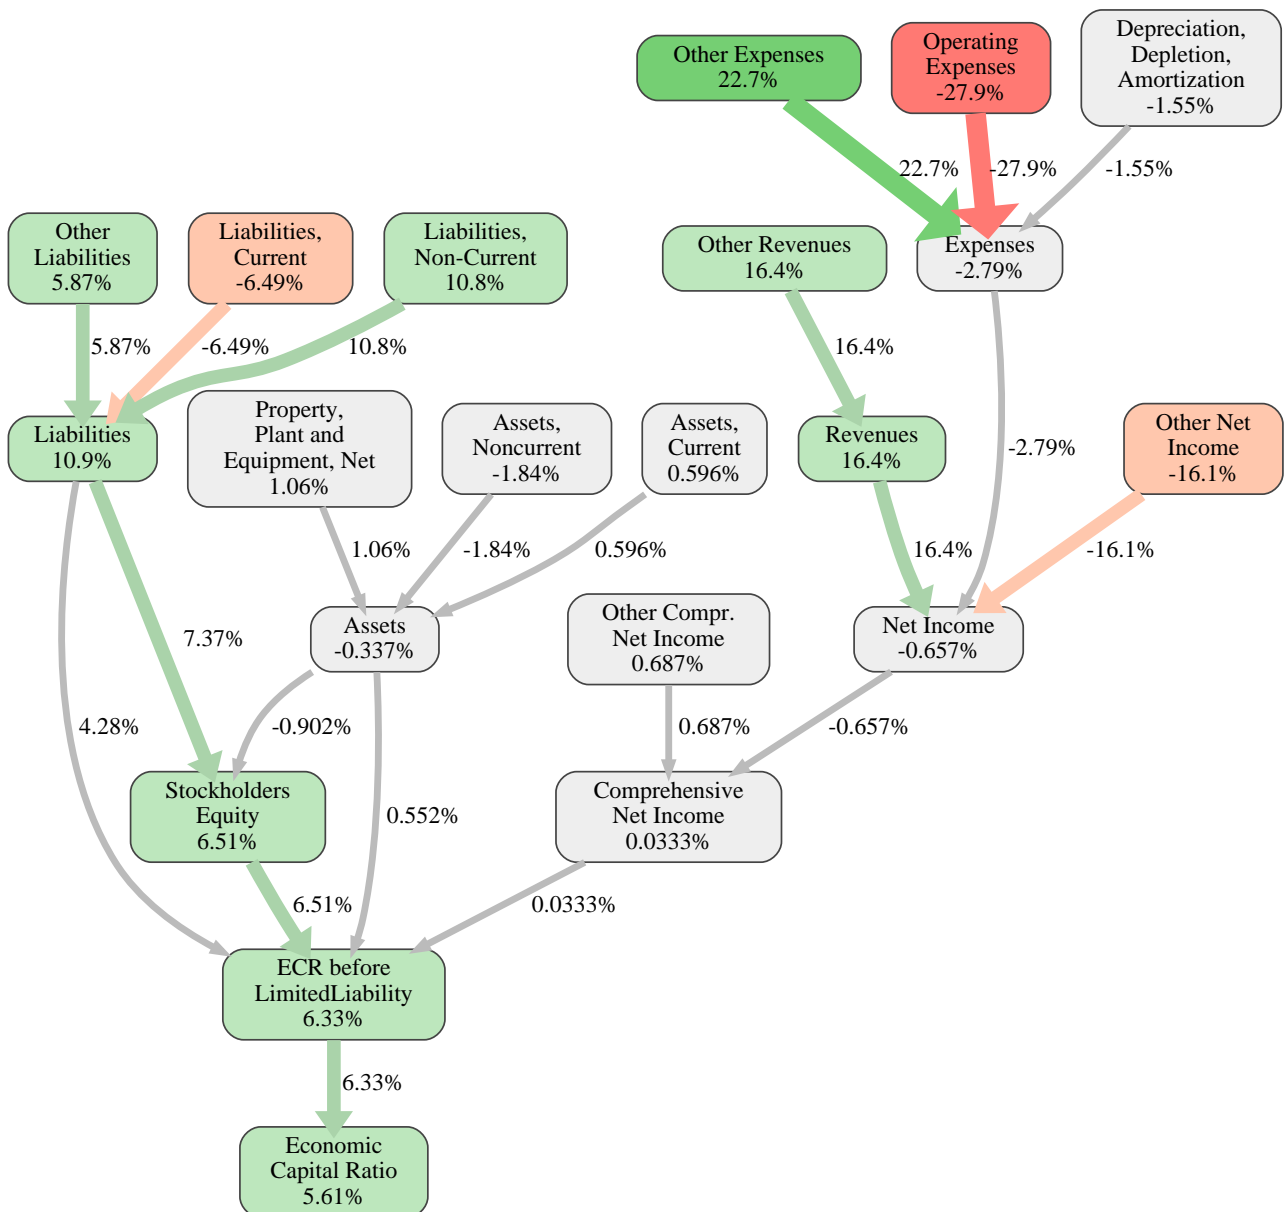 Other Expenses
22.7%
Operating
Expenses
-27.9%
Depreciation,
Depletion,
Amortization
-1.55%
22.7%
-27.9%
-1.55%
Other
Liabilities
5.87%
Liabilities,
Current
-6.49%
Liabilities,
Non-Current
10.8%
Other Revenues
16.4%
Expenses
-2.79%
5.87%
-6.49%
10.8%
16.4%
-2.79%
Liabilities
10.9%
Property,
Plant and
Equipment, Net
1.06%
Assets,
Noncurrent
-1.84%
Assets,
Current
0.596%
Revenues
16.4%
Other Net
Income
-16.1%
1.06%
-1.84%
0.596%
16.4%
-16.1%
7.37%
Assets
-0.337%
Other Compr.
Net Income
0.687%
Net Income
-0.657%
4.28%
-0.902%
0.552%
0.687%
-0.657%
Stockholders
Equity
6.51%
Comprehensive
Net Income
0.0333%
6.51%
0.0333%
ECR before
LimitedLiability
6.33%
6.33%
Economic
Capital Ratio
5.61%